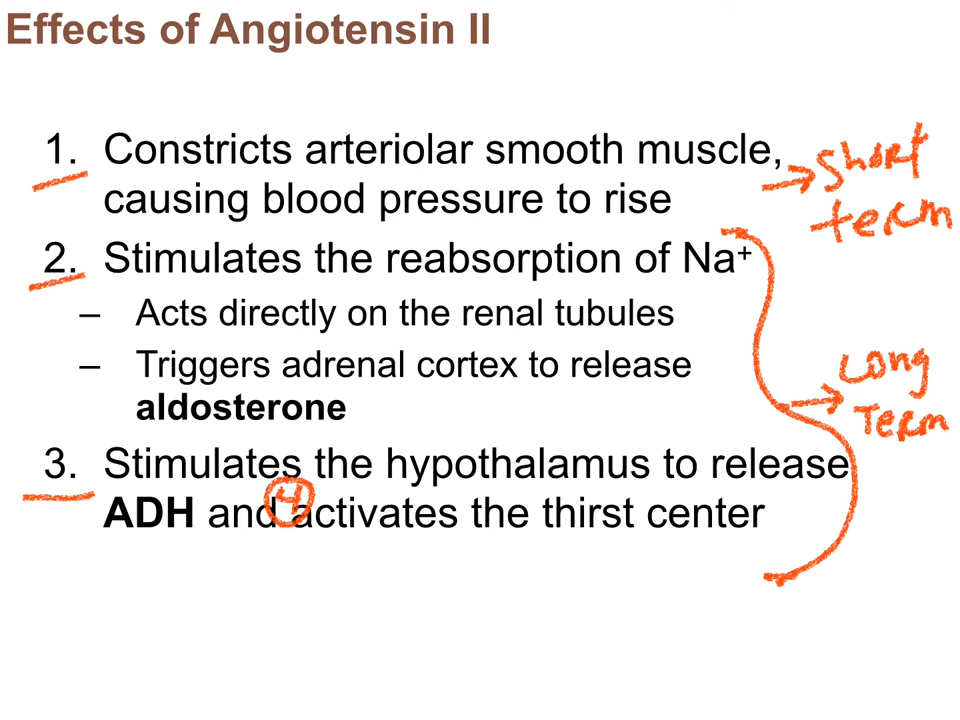 Effects of Angiotensin II
1. Constricts arteriolar smooth muscle,
causing blood pressure to rise
→ Short
term
2. Stimulates the reabsorption of Na⁺
– Acts directly on the renal tubules
– Triggers adrenal cortex to release
aldosterone
→ Long
Term
3. Stimulates the hypothalamus to release
4
ADH and activates the thirst center